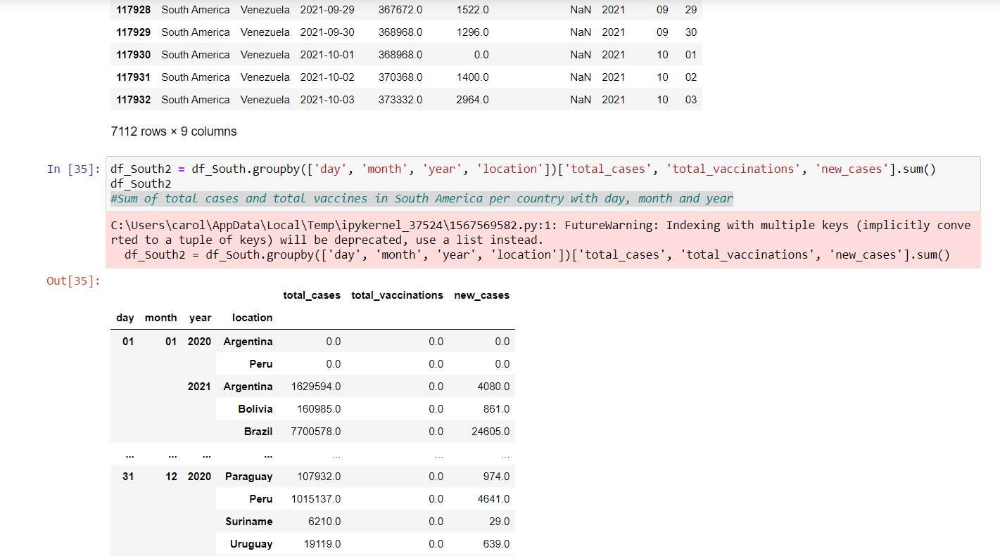 117928 South America Venezuela 2021-09-29 367672.0 1522.0 NaN 2021 09 29
117929 South America Venezuela 2021-09-30 368968.0 1296.0 NaN 2021 09 30
117930 South America Venezuela 2021-10-01 368968.0 0.0 NaN 2021 10 01
117931 South America Venezuela 2021-10-02 370368.0 1400.0 NaN 2021 10 02
117932 South America Venezuela 2021-10-03 373332.0 2964.0 NaN 2021 10 03
7112 rows × 9 columns
In [35]: df_South2 = df_South.groupby(['day', 'month', 'year', 'location'])['total_cases', 'total_vaccinations', 'new_cases'].sum()
df_South2
#Sum of total cases and total vaccines in South America per country with day, month and year
C:\Users\carol\AppData\Local\Temp\ipykernel_37524\1567569582.py:1: FutureWarning: Indexing with multiple keys (implicitly conve
rted to a tuple of keys) will be deprecated, use a list instead.
df_South2 = df_South.groupby(['day', 'month', 'year', 'location'])['total_cases', 'total_vaccinations', 'new_cases'].sum()
Out[35]:
total_cases total_vaccinations new_cases
day month year location
01 01 2020 Argentina 0.0 0.0 0.0
Peru 0.0 0.0 0.0
2021 Argentina 1629594.0 0.0 4080.0
Bolivia 160985.0 0.0 861.0
Brazil 7700578.0 0.0 24605.0
... ... ... ... ... ... ...
31 12 2020 Paraguay 107932.0 0.0 974.0
Peru 1015137.0 0.0 4641.0
Suriname 6210.0 0.0 29.0
Uruguay 19119.0 0.0 639.0